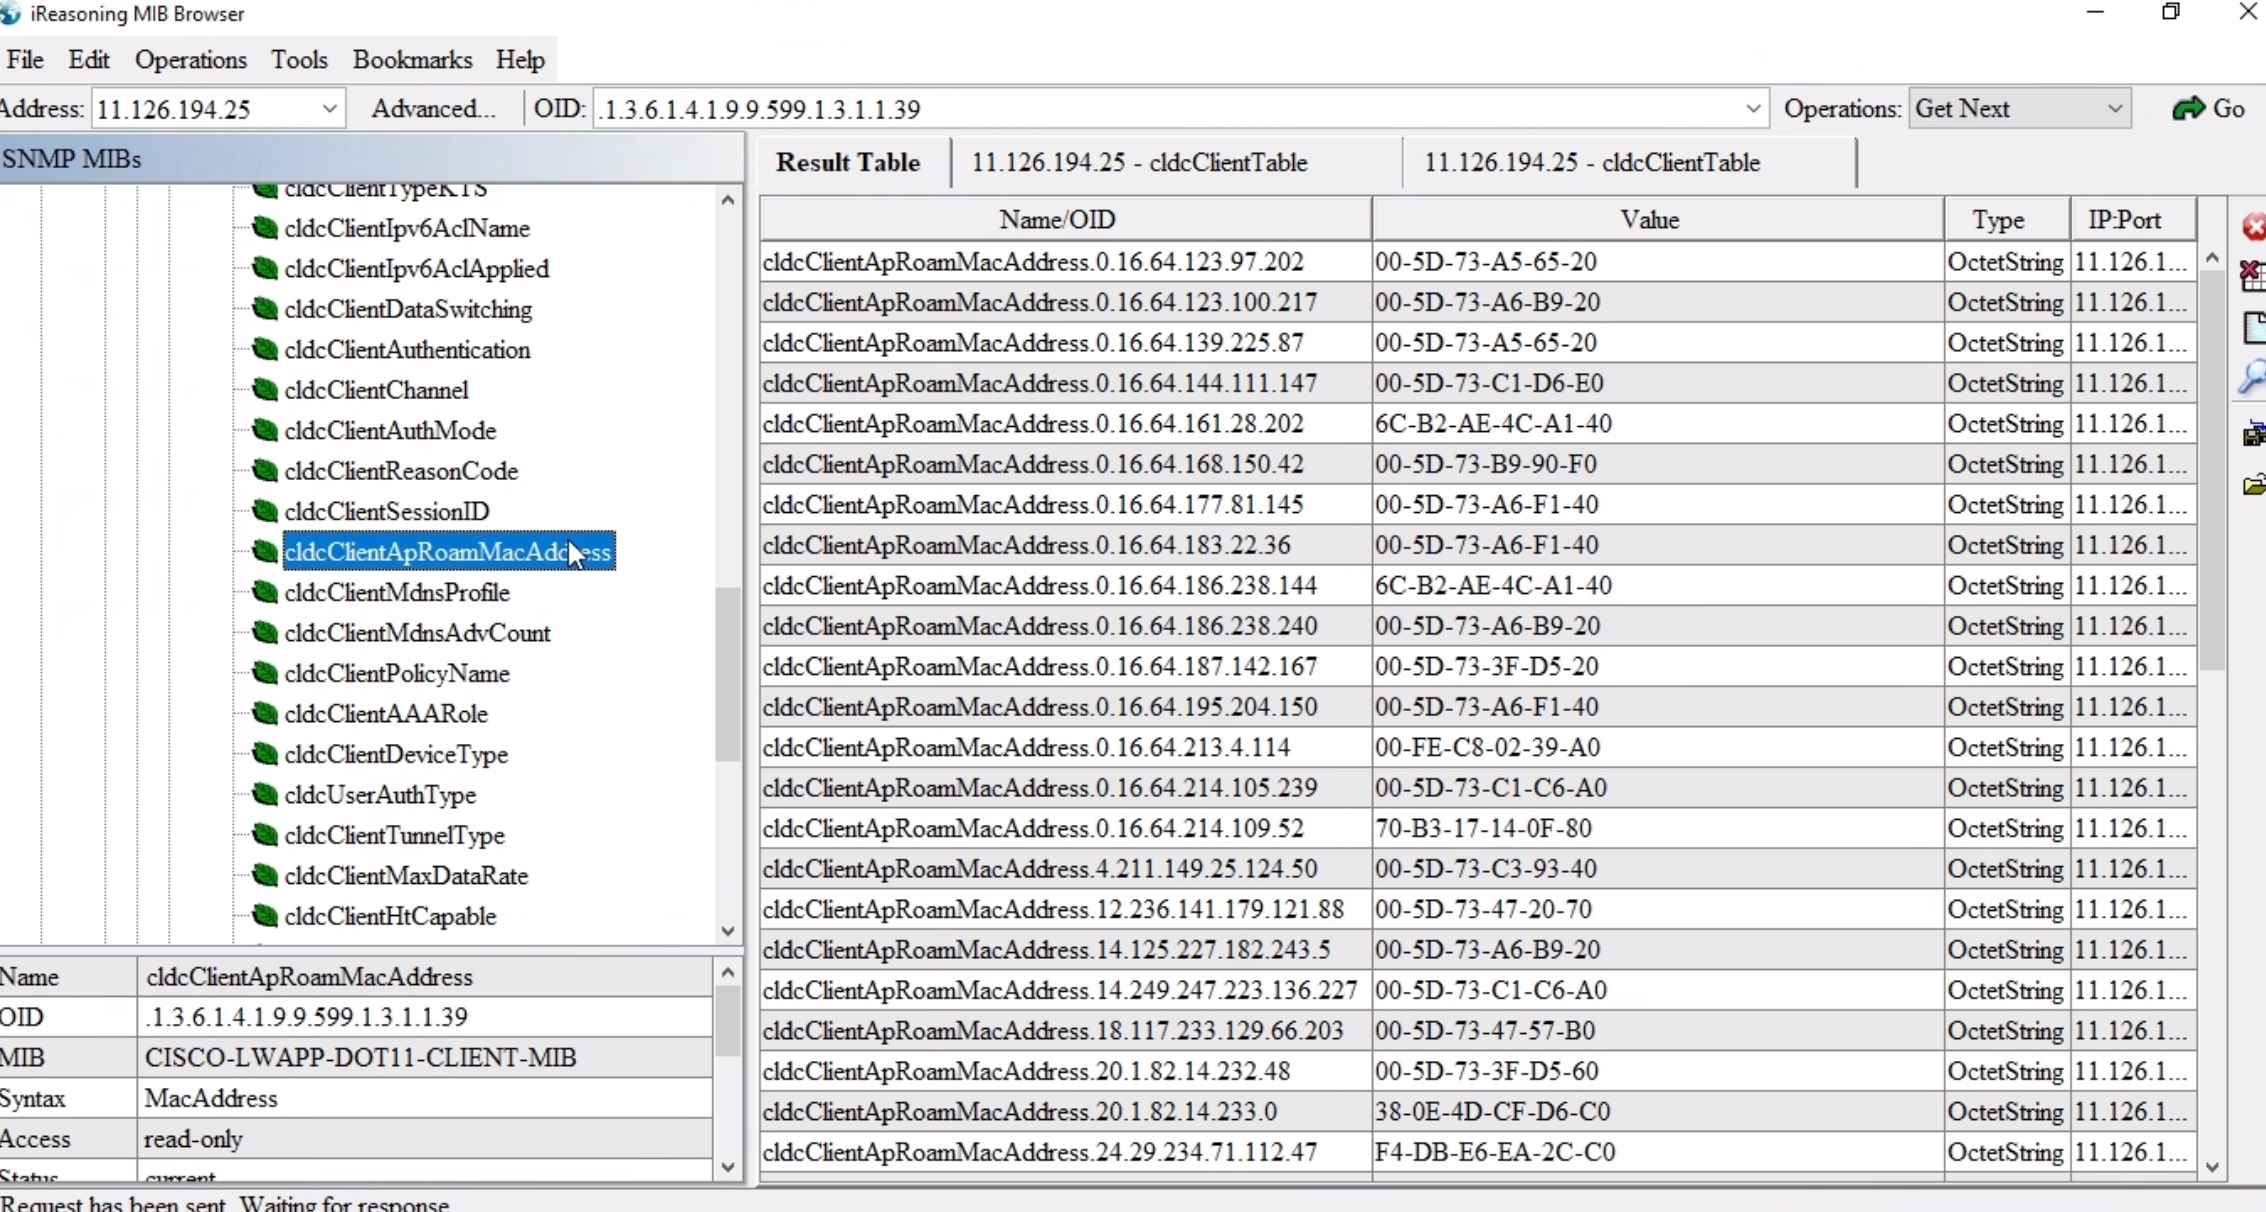 iReasoning MIB Browser
File Edit Operations Tools Bookmarks Help
Address: 11.126.194.25 Advanced... OID: .1.3.6.1.4.1.9.9.599.1.3.1.1.39 Operations: Get Next Go
SNMP MIBs
cldcClientTypeKTS
cldcClientIpv6AclName
cldcClientIpv6AclApplied
cldcClientDataSwitching
cldcClientAuthentication
cldcClientChannel
cldcClientAuthMode
cldcClientReasonCode
cldcClientSessionID
cldcClientApRoamMacAddress
cldcClientMdnsProfile
cldcClientMdnsAdvCount
cldcClientPolicyName
cldcClientAAARole
cldcClientDeviceType
cldcUserAuthType
cldcClientTunnelType
cldcClientMaxDataRate
cldcClientHtCapable
Name cldcClientApRoamMacAddress
OID .1.3.6.1.4.1.9.9.599.1.3.1.1.39
MIB CISCO-LWAPP-DOT11-CLIENT-MIB
Syntax MacAddress
Access read-only
Status current
Result Table 11.126.194.25 - cldcClientTable 11.126.194.25 - cldcClientTable
Name/OID Value Type IP:Port
cldcClientApRoamMacAddress.0.16.64.123.97.202 00-5D-73-A5-65-20 OctetString 11.126.1...
cldcClientApRoamMacAddress.0.16.64.123.100.217 00-5D-73-A6-B9-20 OctetString 11.126.1...
cldcClientApRoamMacAddress.0.16.64.139.225.87 00-5D-73-A5-65-20 OctetString 11.126.1...
cldcClientApRoamMacAddress.0.16.64.144.111.147 00-5D-73-C1-D6-E0 OctetString 11.126.1...
cldcClientApRoamMacAddress.0.16.64.161.28.202 6C-B2-AE-4C-A1-40 OctetString 11.126.1...
cldcClientApRoamMacAddress.0.16.64.168.150.42 00-5D-73-B9-90-F0 OctetString 11.126.1...
cldcClientApRoamMacAddress.0.16.64.177.81.145 00-5D-73-A6-F1-40 OctetString 11.126.1...
cldcClientApRoamMacAddress.0.16.64.183.22.36 00-5D-73-A6-F1-40 OctetString 11.126.1...
cldcClientApRoamMacAddress.0.16.64.186.238.144 6C-B2-AE-4C-A1-40 OctetString 11.126.1...
cldcClientApRoamMacAddress.0.16.64.186.238.240 00-5D-73-A6-B9-20 OctetString 11.126.1...
cldcClientApRoamMacAddress.0.16.64.187.142.167 00-5D-73-3F-D5-20 OctetString 11.126.1...
cldcClientApRoamMacAddress.0.16.64.195.204.150 00-5D-73-A6-F1-40 OctetString 11.126.1...
cldcClientApRoamMacAddress.0.16.64.213.4.114 00-FE-C8-02-39-A0 OctetString 11.126.1...
cldcClientApRoamMacAddress.0.16.64.214.105.239 00-5D-73-C1-C6-A0 OctetString 11.126.1...
cldcClientApRoamMacAddress.0.16.64.214.109.52 70-B3-17-14-0F-80 OctetString 11.126.1...
cldcClientApRoamMacAddress.4.211.149.25.124.50 00-5D-73-C3-93-40 OctetString 11.126.1...
cldcClientApRoamMacAddress.12.236.141.179.121.88 00-5D-73-47-20-70 OctetString 11.126.1...
cldcClientApRoamMacAddress.14.125.227.182.243.5 00-5D-73-A6-B9-20 OctetString 11.126.1...
cldcClientApRoamMacAddress.14.249.247.223.136.227 00-5D-73-C1-C6-A0 OctetString 11.126.1...
cldcClientApRoamMacAddress.18.117.233.129.66.203 00-5D-73-47-57-B0 OctetString 11.126.1...
cldcClientApRoamMacAddress.20.1.82.14.232.48 00-5D-73-3F-D5-60 OctetString 11.126.1...
cldcClientApRoamMacAddress.20.1.82.14.233.0 38-0E-4D-CF-D6-C0 OctetString 11.126.1...
cldcClientApRoamMacAddress.24.29.234.71.112.47 F4-DB-E6-EA-2C-C0 OctetString 11.126.1...
Request has been sent. Waiting for response